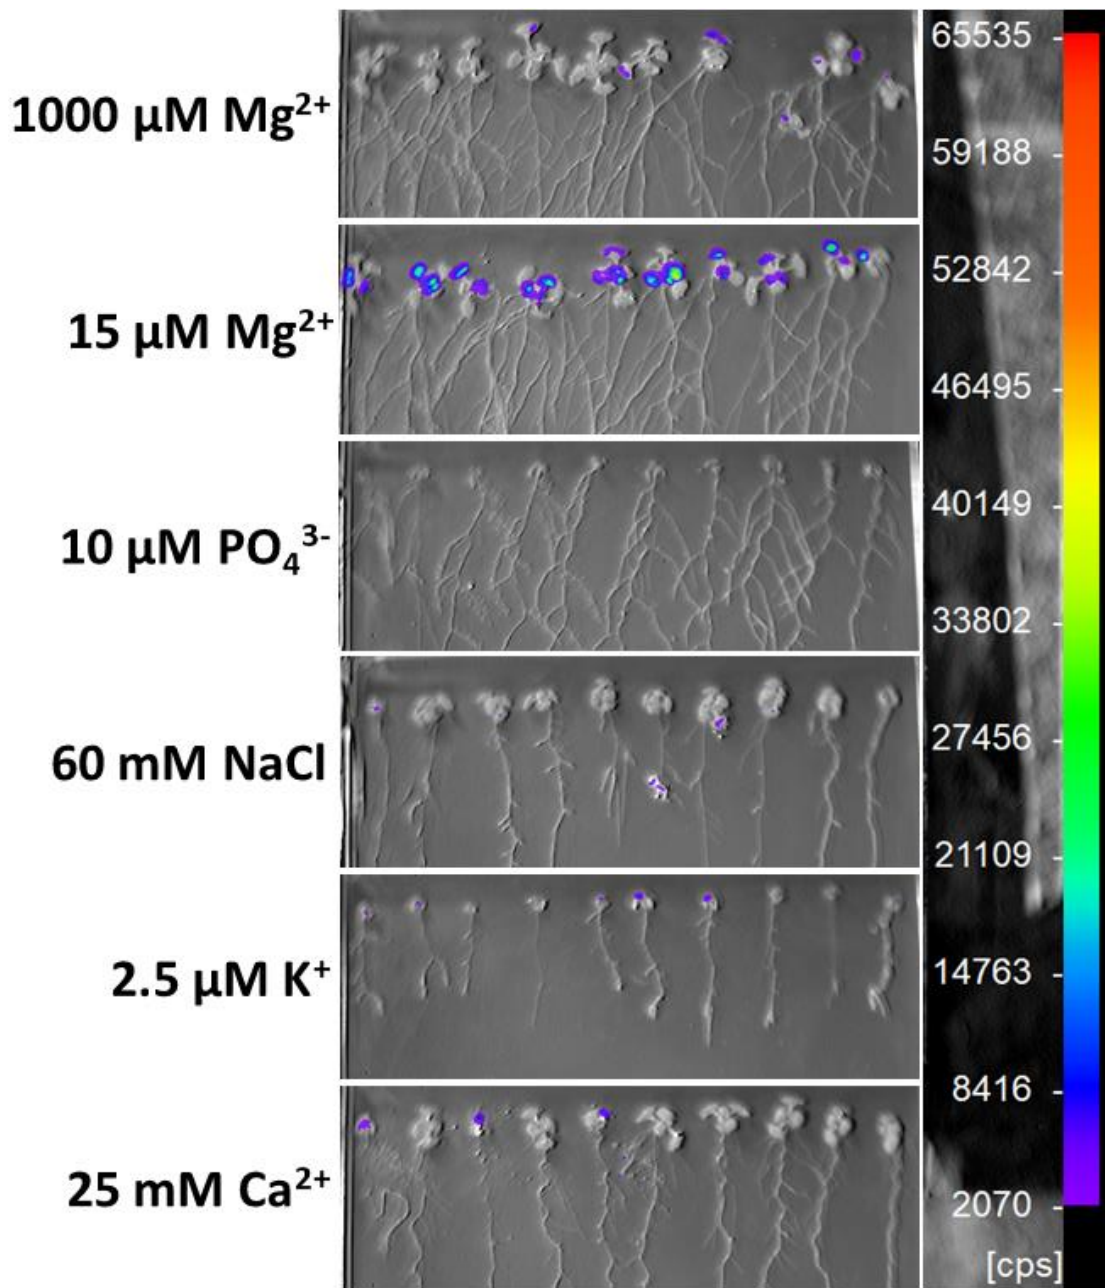 1000 µM Mg²⁺
15 µM Mg²⁺
10 µM PO₄³⁻
60 mM NaCl
2.5 µM K⁺
25 mM Ca²⁺
65535
59188
52842
46495
40149
33802
27456
21109
14763
8416
2070
[cps]